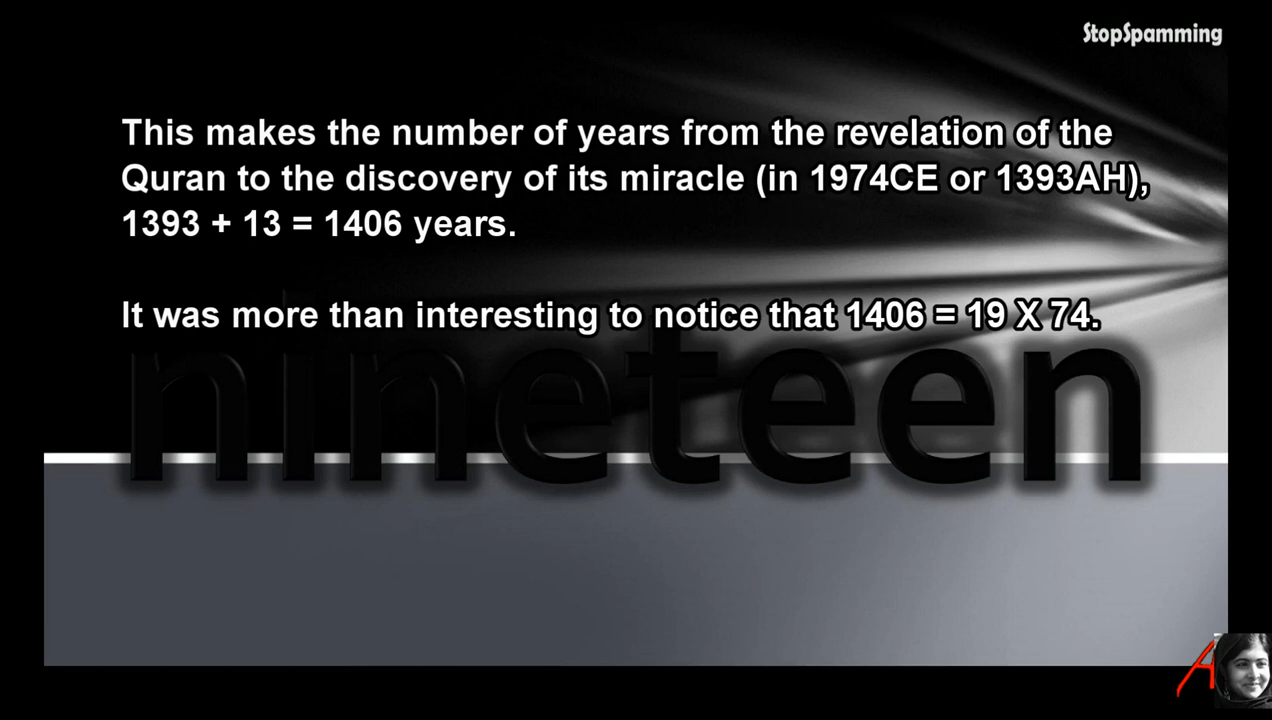 StopSpamming
This makes the number of years from the revelation of the
Quran to the discovery of its miracle (in 1974CE or 1393AH),
1393 + 13 = 1406 years.
It was more than interesting to notice that 1406 = 19 X 74.
nineteen
A